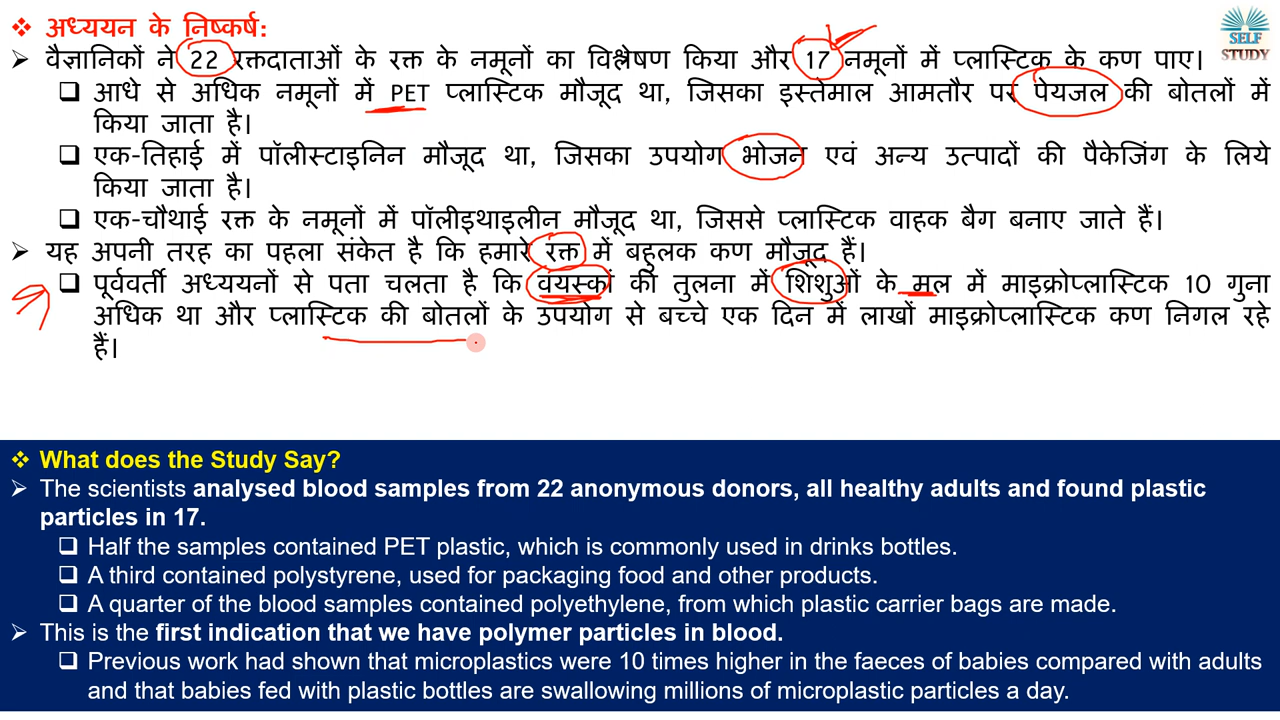 ❖ अध्ययन के निष्कर्ष:
SELF
STUDY
➢ वैज्ञानिकों ने 22 रक्तदाताओं के रक्त के नमूनों का विश्लेषण किया और 17 नमूनों में प्लास्टिक के कण पाए।
❑ आधे से अधिक नमूनों में PET प्लास्टिक मौजूद था, जिसका इस्तेमाल आमतौर पर पेयजल की बोतलों में
किया जाता है।
❑ एक-तिहाई में पॉलीस्टाइनिन मौजूद था, जिसका उपयोग भोजन एवं अन्य उत्पादों की पैकेजिंग के लिये
किया जाता है।
❑ एक-चौथाई रक्त के नमूनों में पॉलीइथाइलीन मौजूद था, जिससे प्लास्टिक वाहक बैग बनाए जाते हैं।
➢ यह अपनी तरह का पहला संकेत है कि हमारे रक्त में बहुलक कण मौजूद हैं।
❑ पूर्ववर्ती अध्ययनों से पता चलता है कि वयस्कों की तुलना में शिशुओं के मल में माइक्रोप्लास्टिक 10 गुना
अधिक था और प्लास्टिक की बोतलों के उपयोग से बच्चे एक दिन में लाखों माइक्रोप्लास्टिक कण निगल रहे
हैं।
❖ What does the Study Say?
➢ The scientists analysed blood samples from 22 anonymous donors, all healthy adults and found plastic
particles in 17.
❑ Half the samples contained PET plastic, which is commonly used in drinks bottles.
❑ A third contained polystyrene, used for packaging food and other products.
❑ A quarter of the blood samples contained polyethylene, from which plastic carrier bags are made.
➢ This is the first indication that we have polymer particles in blood.
❑ Previous work had shown that microplastics were 10 times higher in the faeces of babies compared with adults
and that babies fed with plastic bottles are swallowing millions of microplastic particles a day.